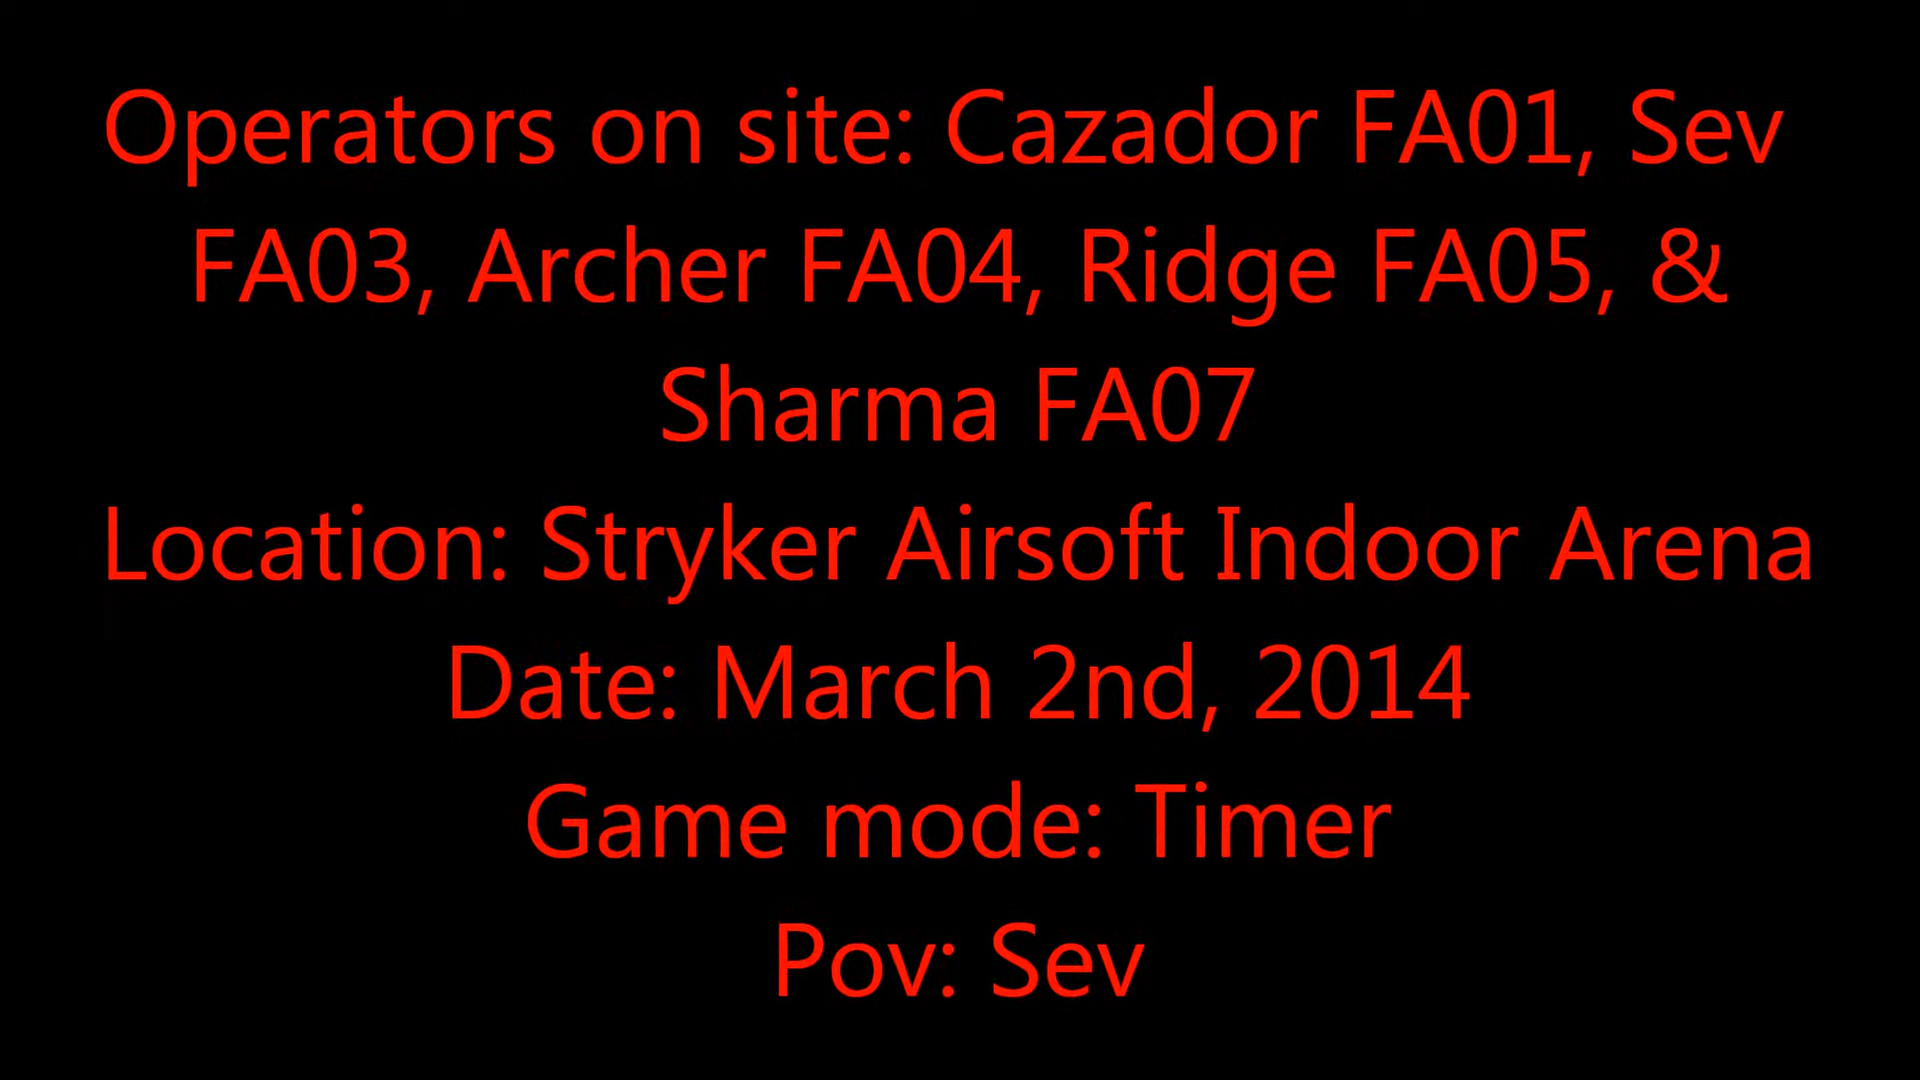 Operators on site: Cazador FA01, Sev
FA03, Archer FA04, Ridge FA05, &
Sharma FA07
Location: Stryker Airsoft Indoor Arena
Date: March 2nd, 2014
Game mode: Timer
Pov: Sev